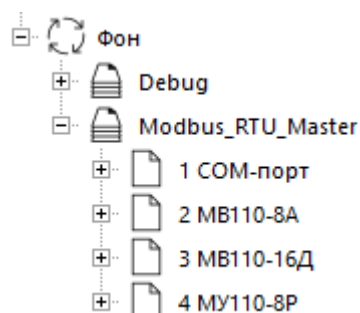 Фон
Debug
Modbus_RTU_Master
1 COM-порт
2 МВ110-8А
3 МВ110-16Д
4 МУ110-8Р